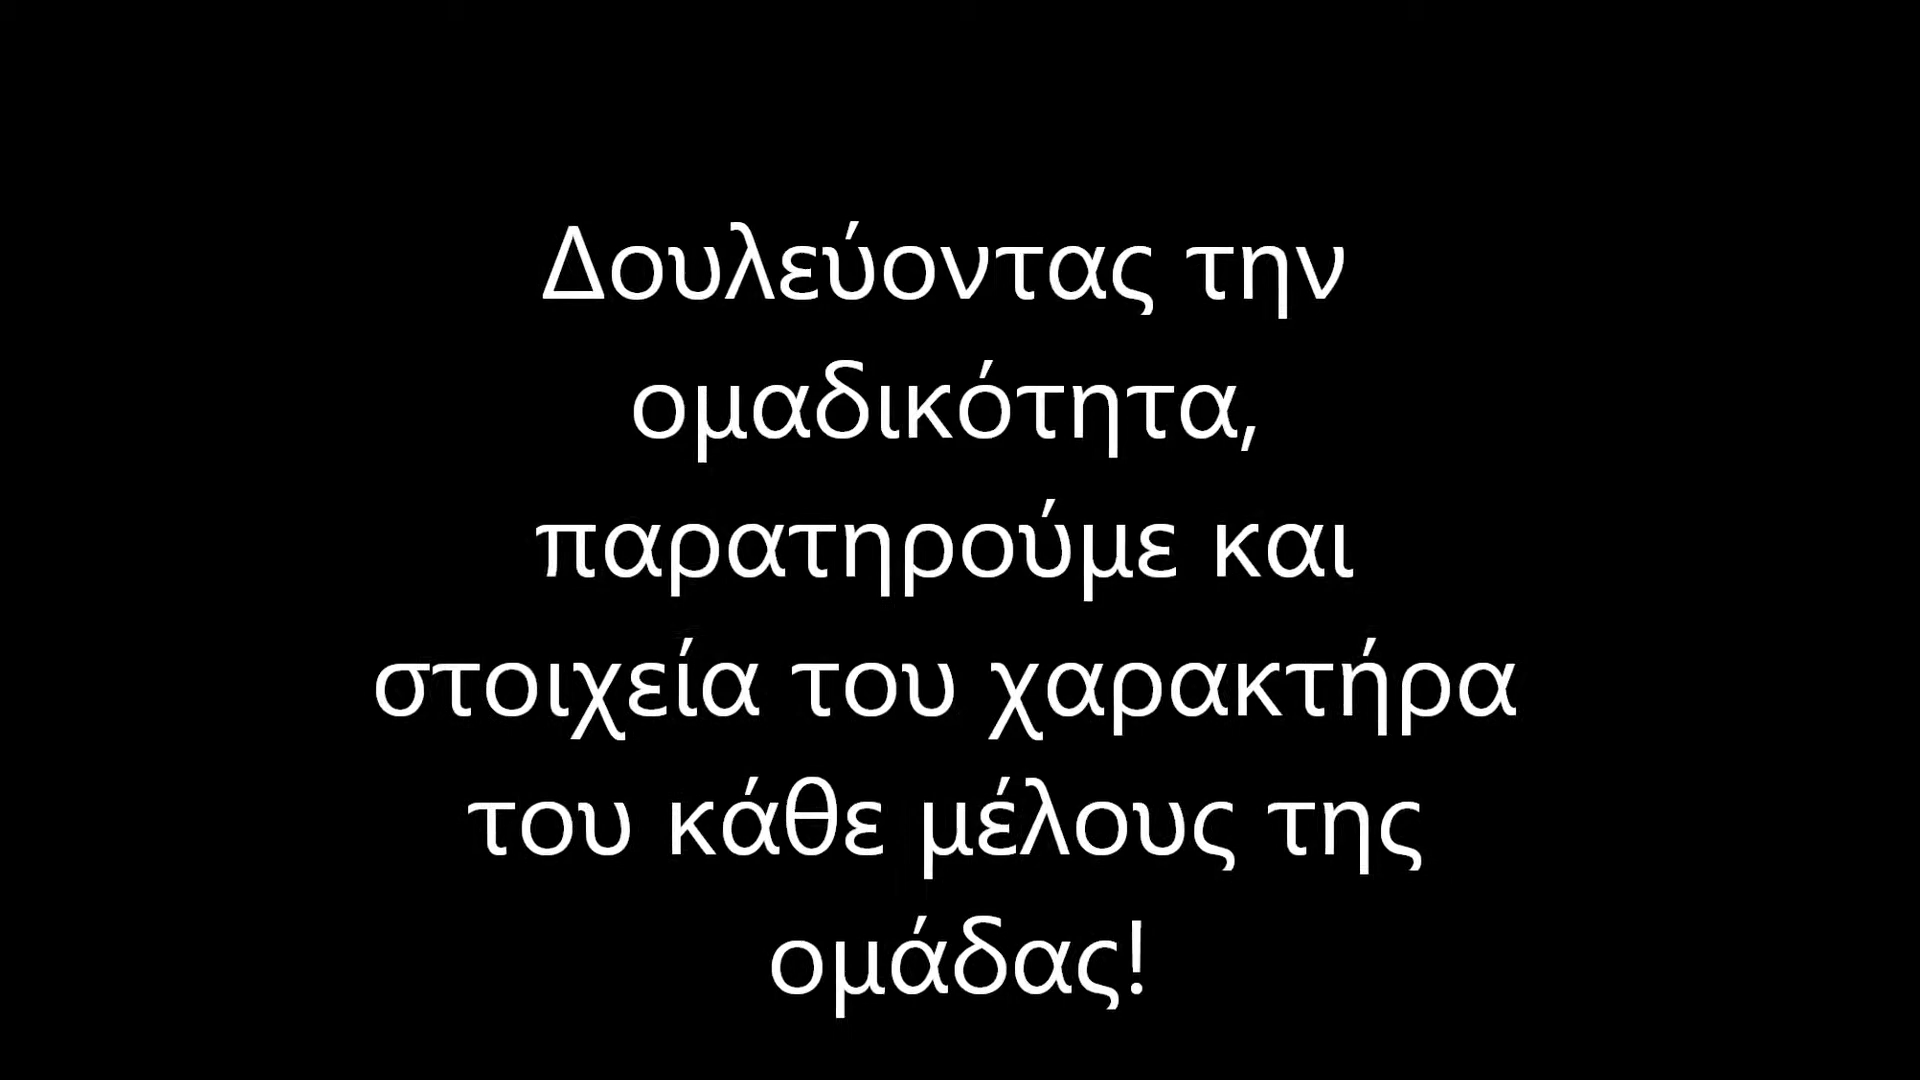 Δουλεύοντας την
ομαδικότητα,
παρατηρούμε και
στοιχεία του χαρακτήρα
του κάθε μέλους της
ομάδας!